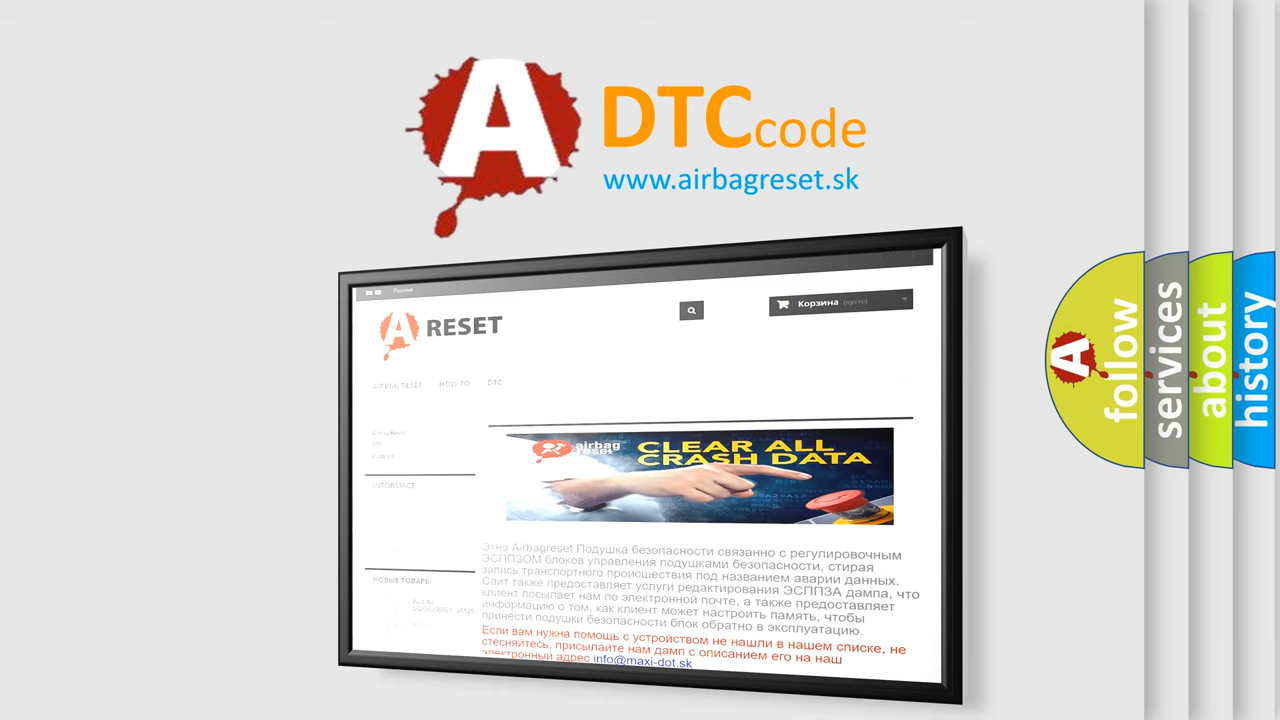 A DTC code
www.airbagreset.sk
Русский
A RESET
Корзина (пусто)
AIRBAG RESET HOW TO DTC
INFORMACE
НОВЫЕ ТОВАРЫ
airbag
reset
CLEAR ALL
CRASH DATA
Этно Airbagreset Подушка безопасности связанно с регулировочным
ЭСППЗОМ блоков управления подушками безопасности, стирая
запись транспортного происшествия под названием аварии данных.
Сайт также предоставляет услуги редактирования ЭСППЗА дампа, что
клиент посылает нам по электронной почте, а также предоставляет
информацию о том, как клиент может настроить память, чтобы
принести подушки безопасности блок обратно в эксплуатацию.
Если вам нужна помощь с устройством не нашли в нашем списке, не
стесняйтесь, присылайте нам дамп с описанием его на наш
электронный адрес info@maxi-dot.sk
A
follow
services
about
history